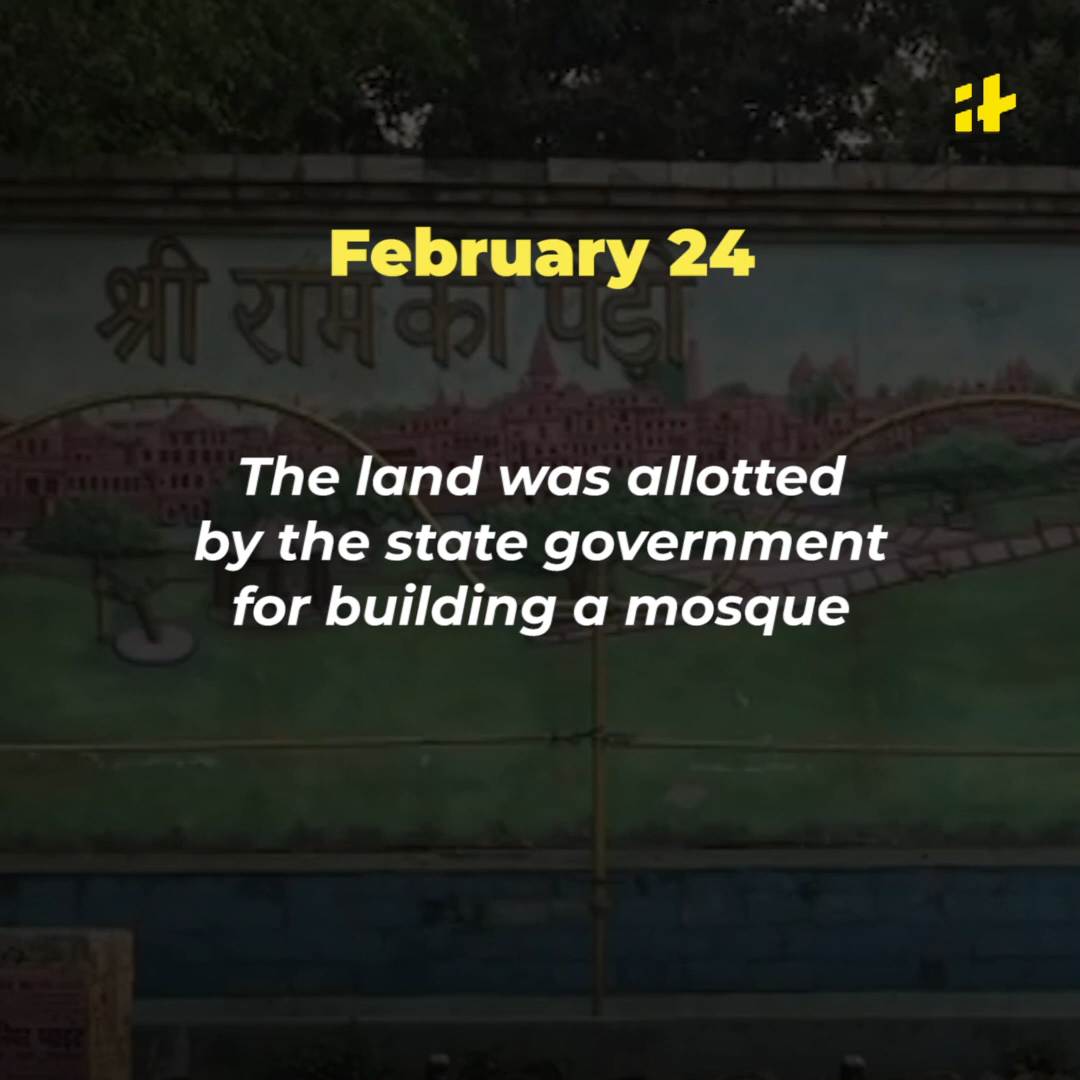 February 24
श्री राम की पैड़ी
The land was allotted
by the state government
for building a mosque